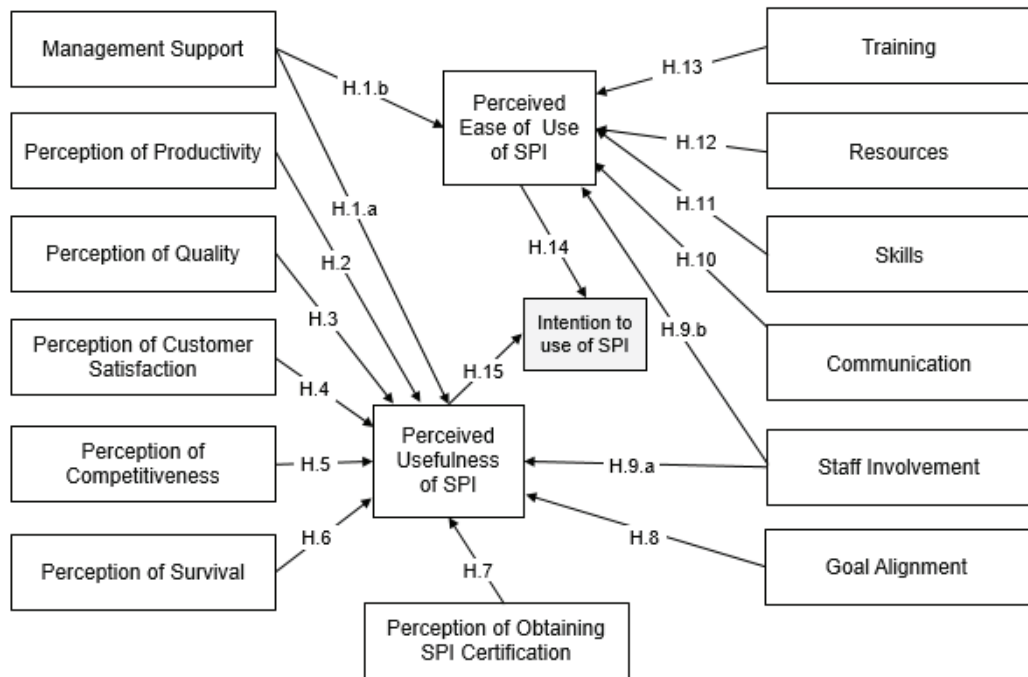 Management Support
Training
H.13
H.1.b
Perceived
Ease of Use
of SPI
Perception of Productivity
H.12
Resources
H.1.a
H.11
Perception of Quality
H.2
H.14
H.10
Skills
H.3
Intention to
use of SPI
H.9.b
Perception of Customer
Satisfaction
H.15
Communication
H.4
Perceived
Usefulness
of SPI
Perception of
Competitiveness
H.5
H.9.a
Staff Involvement
H.6
H.8
Perception of Survival
H.7
Goal Alignment
Perception of Obtaining
SPI Certification